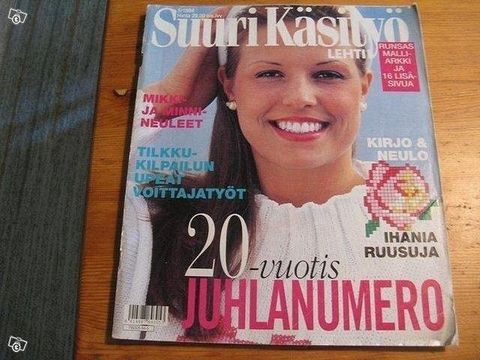 Suuri Käsityö
LEHTI
RUNSAS
MALLI-
ARKKI
JA
16 LISÄ-
SIVUA
MIKKI-
JA MINNI-
NEULEET
TILKKU-
KILPAILUN
UPEAT
VOITTAJATYÖT
KIRJO &
NEULO
IHANIA
RUUSUJA
20-vuotis
JUHLANUMERO